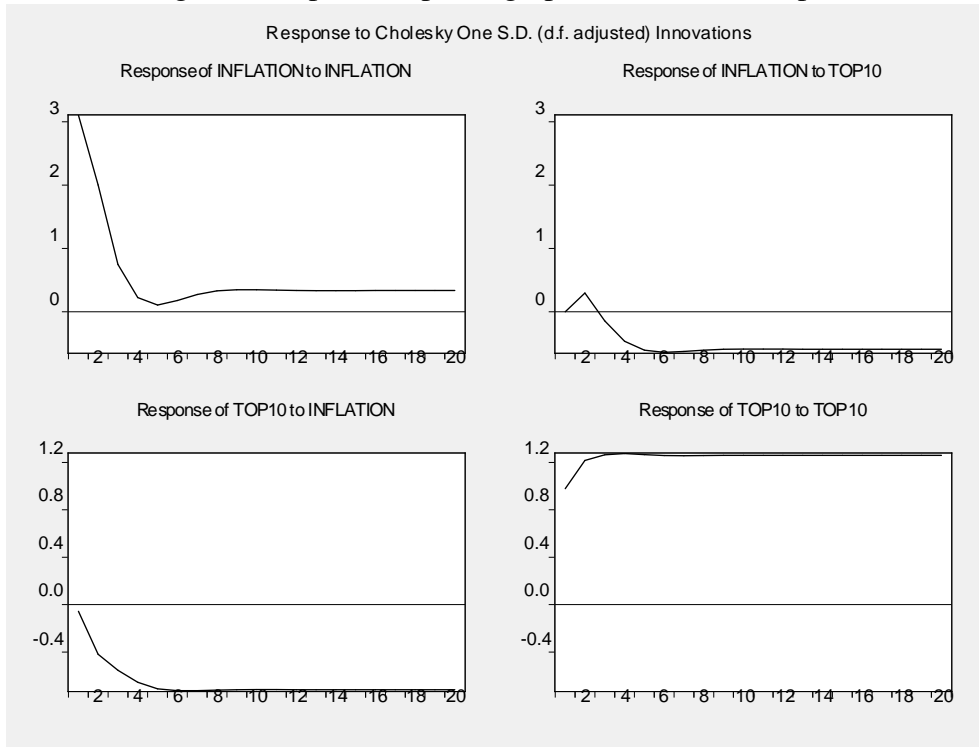 Response to Cholesky One S.D. (d.f. adjusted) Innovations
Response of INFLATION to INFLATION
3
2
1
0
2 4 6 8 10 12 14 16 18 20
Response of INFLATION to TOP10
3
2
1
0
2 4 6 8 10 12 14 16 18 20
Response of TOP10 to INFLATION
1.2
0.8
0.4
0.0
-0.4
2 4 6 8 10 12 14 16 18 20
Response of TOP10 to TOP10
1.2
0.8
0.4
0.0
-0.4
2 4 6 8 10 12 14 16 18 20